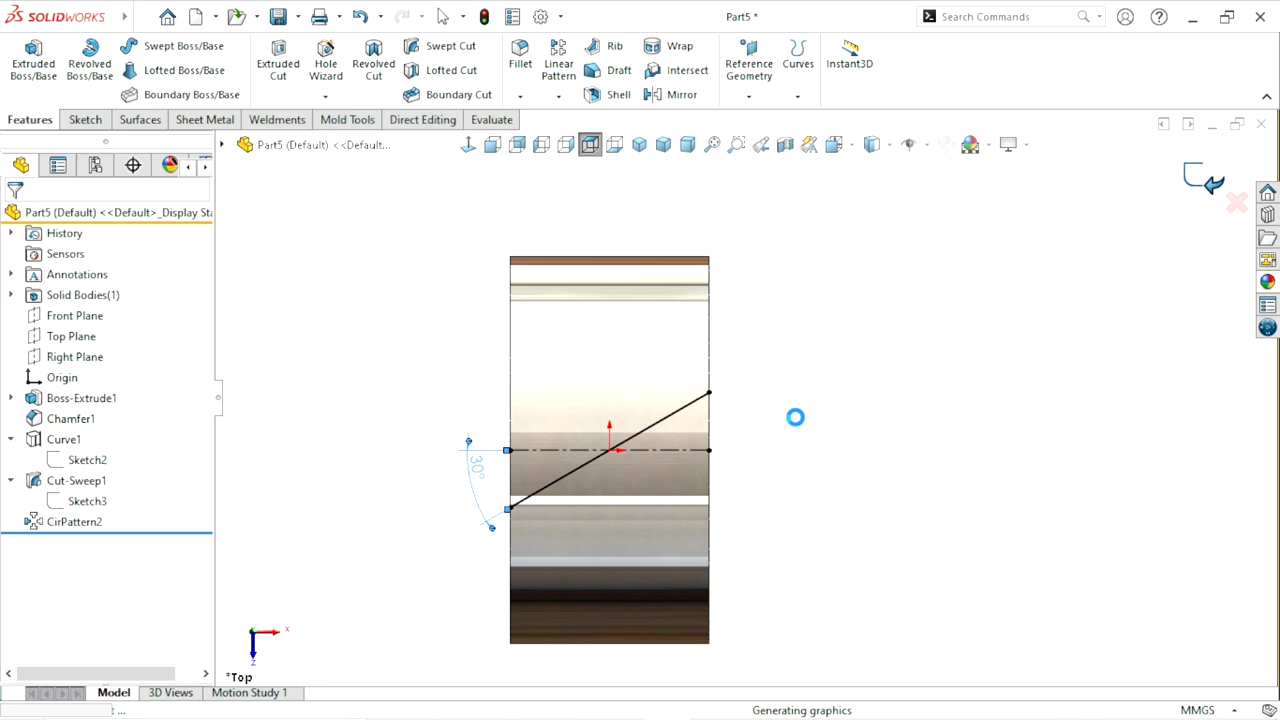 SOLIDWORKS
Part5 *
Search Commands
Extruded Boss/Base
Revolved Boss/Base
Swept Boss/Base
Lofted Boss/Base
Boundary Boss/Base
Extruded Cut
Hole Wizard
Revolved Cut
Swept Cut
Lofted Cut
Boundary Cut
Fillet
Linear Pattern
Rib
Draft
Shell
Wrap
Intersect
Mirror
Reference Geometry
Curves
Instant3D
Features
Sketch
Surfaces
Sheet Metal
Weldments
Mold Tools
Direct Editing
Evaluate
Part5 (Default) <<Default...
Part5 (Default) <<Default>_Display Sta
History
Sensors
Annotations
Solid Bodies(1)
Front Plane
Top Plane
Right Plane
Origin
Boss-Extrude1
Chamfer1
Curve1
Sketch2
Cut-Sweep1
Sketch3
CirPattern2
30°
x
z
*Top
Model
3D Views
Motion Study 1
Generating graphics
MMGS